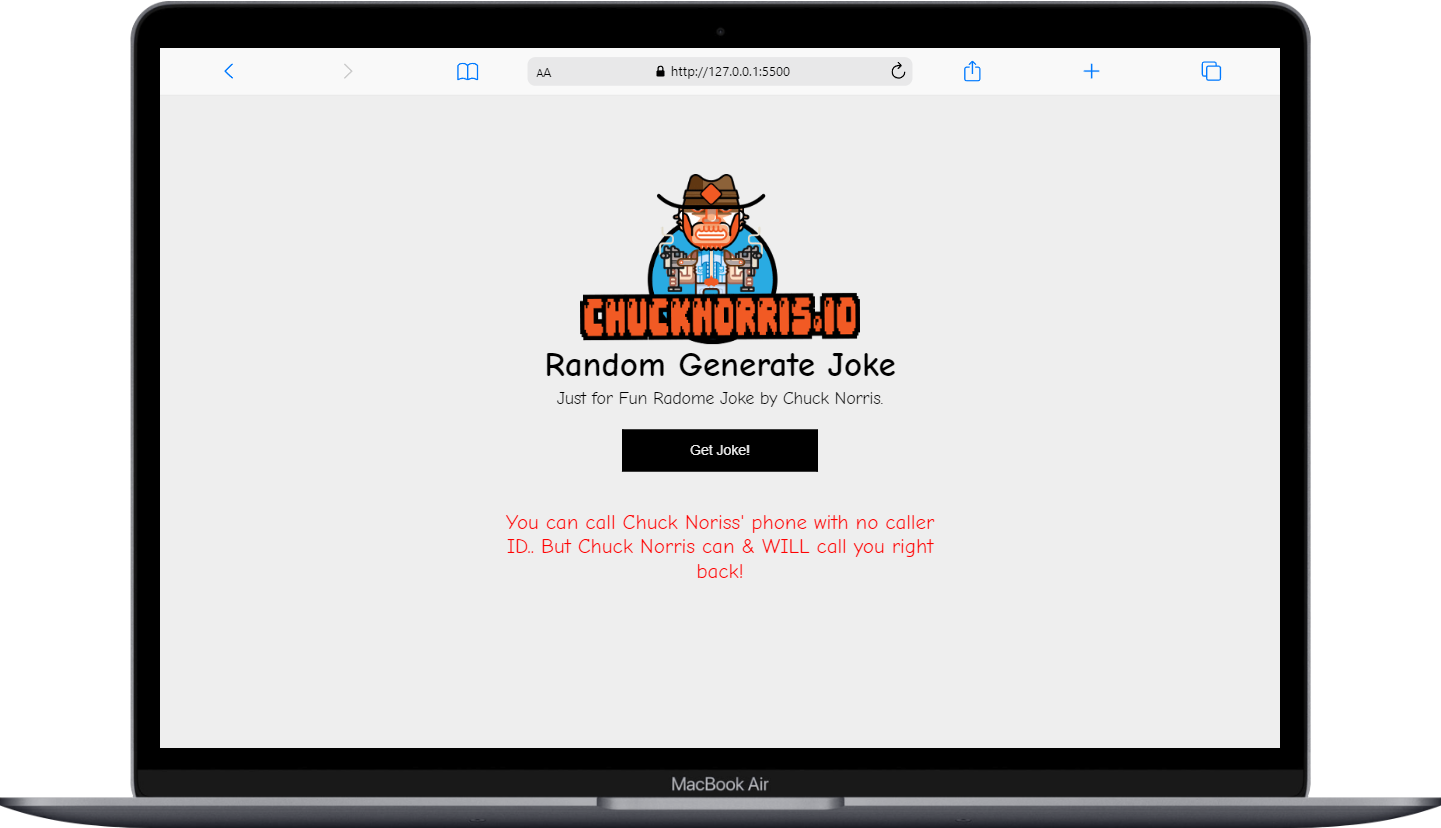 AA
http://127.0.0.1:5500
CHUCKNORRIS.IO
Random Generate Joke
Just for Fun Radome Joke by Chuck Norris.
Get Joke!
You can call Chuck Noriss' phone with no caller
ID.. But Chuck Norris can & WILL call you right
back!
MacBook Air